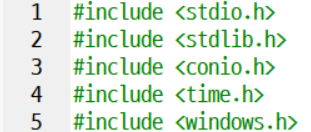 1 #include <stdio.h>
2 #include <stdlib.h>
3 #include <conio.h>
4 #include <time.h>
5 #include <windows.h>